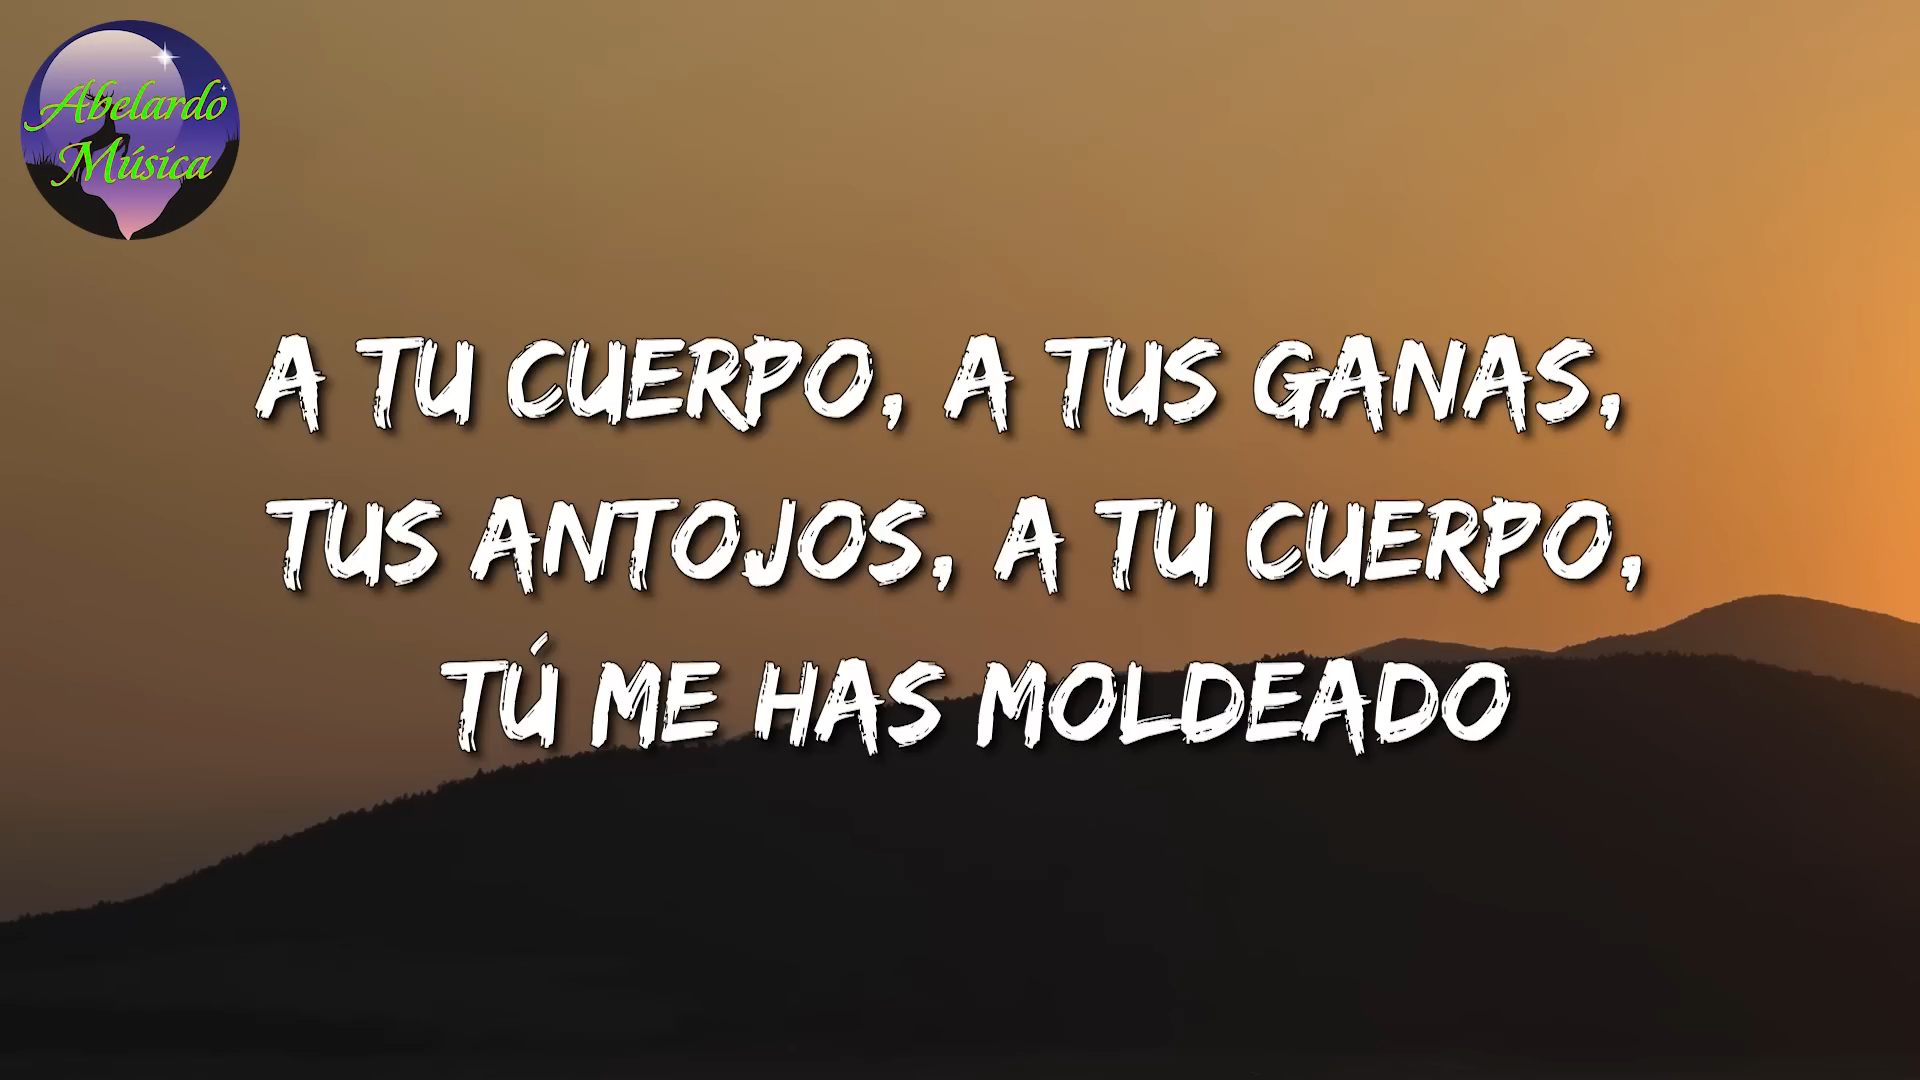 Abelardo
Música
A TU CUERPO, A TUS GANAS,
TUS ANTOJOS, A TU CUERPO,
TÚ ME HAS MOLDEADO